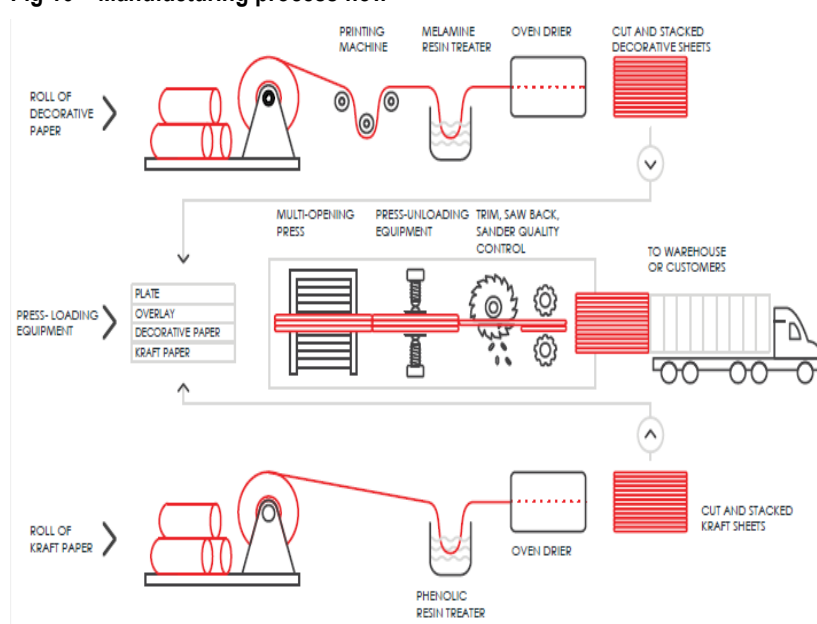 Fig Manufacturing process flow
PRINTING
MACHINE
MELAMINE
RESIN TREATER
OVEN DRIER
CUT AND STACKED
DECORATIVE SHEETS
ROLL OF
DECORATIVE
PAPER
MULTI-OPENING
PRESS
PRESS-UNLOADING
EQUIPMENT
TRIM, SAW BACK,
SANDER QUALITY
CONTROL
TO WAREHOUSE
OR CUSTOMERS
PRESS- LOADING
EQUIPMENT
PLATE
OVERLAY
DECORATIVE PAPER
KRAFT PAPER
ROLL OF
KRAFT PAPER
PHENOLIC
RESIN TREATER
OVEN DRIER
CUT AND STACKED
KRAFT SHEETS